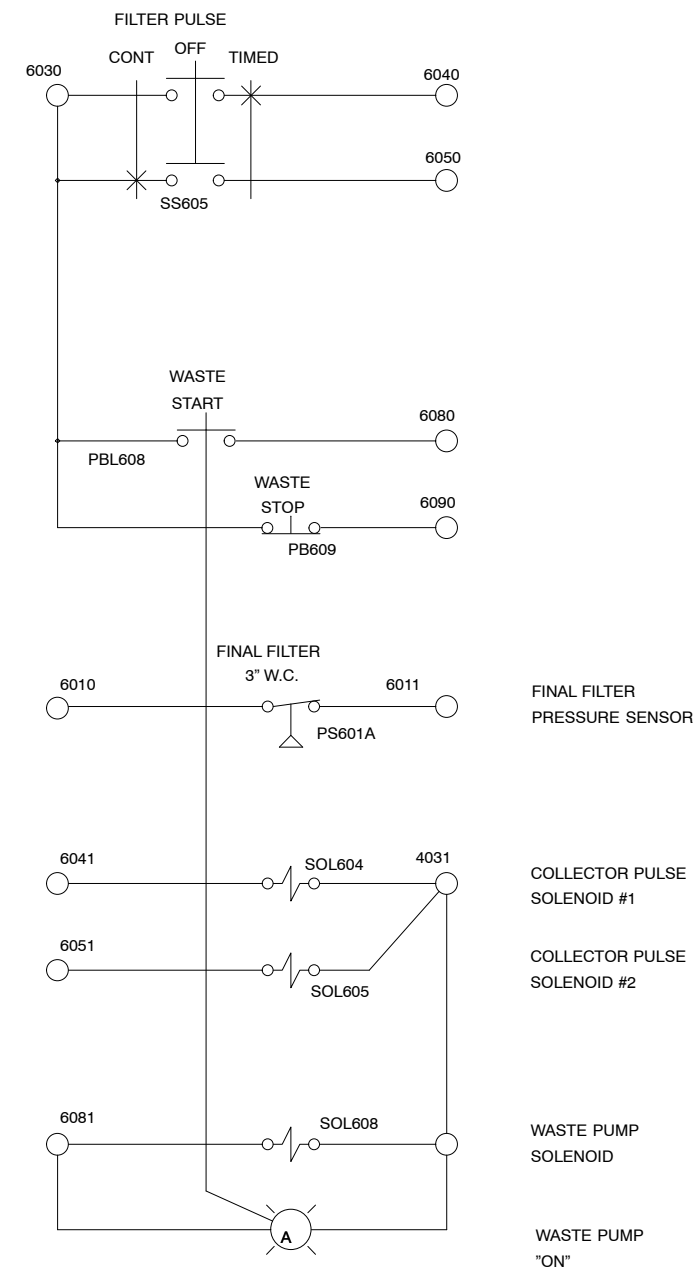 FILTER PULSE
CONT
OFF
TIMED
6030
6040
6050
SS605
WASTE
START
6080
PBL608
WASTE
STOP
6090
PB609
FINAL FILTER
3” W.C.
6010
6011
PS601A
FINAL FILTER
PRESSURE SENSOR
6041
SOL604
4031
COLLECTOR PULSE
SOLENOID #1
6051
SOL605
COLLECTOR PULSE
SOLENOID #2
6081
SOL608
WASTE PUMP
SOLENOID
A
WASTE PUMP
”ON”